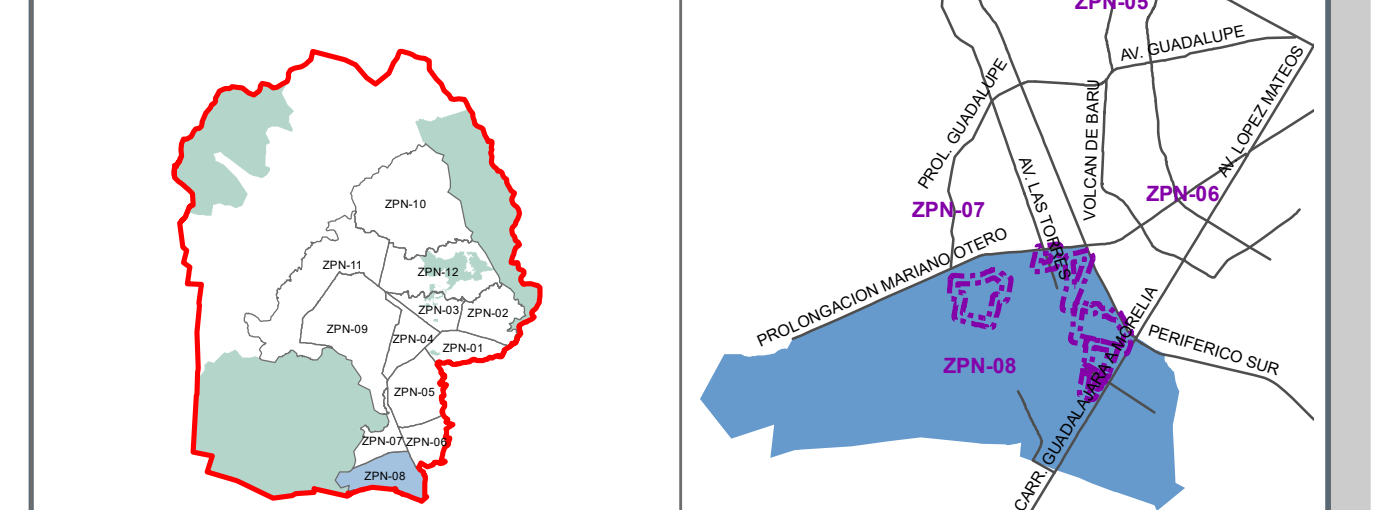 ZPN-10
ZPN-11
ZPN-12
ZPN-03
ZPN-02
ZPN-09
ZPN-04
ZPN-01
ZPN-05
ZPN-07
ZPN-06
ZPN-08
ZPN-05
AV. GUADALUPE
PROL. GUADALUPE
AV. LOPEZ MATEOS
VOLCAN DE BARU
AV. LAS TORRES
ZPN-06
ZPN-07
PROLONGACION MARIANO OTERO
ZPN-08
PERIFERICO SUR
CARR. GUADALAJARA A MORELIA